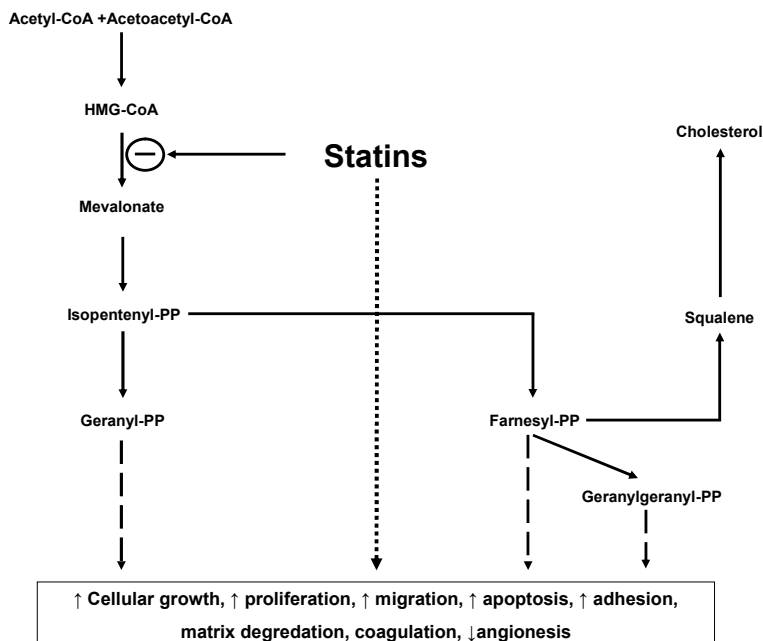 Acetyl-CoA +Acetoacetyl-CoA
HMG-CoA
Statins
Cholesterol
Mevalonate
Isopentenyl-PP
Squalene
Geranyl-PP
Farnesyl-PP
Geranylgeranyl-PP
↑ Cellular growth, ↑ proliferation, ↑ migration, ↑ apoptosis, ↑ adhesion,
matrix degredation, coagulation, ↓angionesis